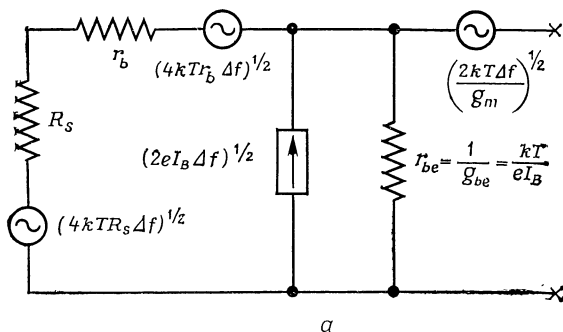 r_b
(4kTr_b Δf)^1/2
(2kTΔf / g_m)^1/2
R_s
(2eI_B Δf)^1/2
r_be = 1/g_be = kT/eI_B
(4kTR_s Δf)^1/2
a